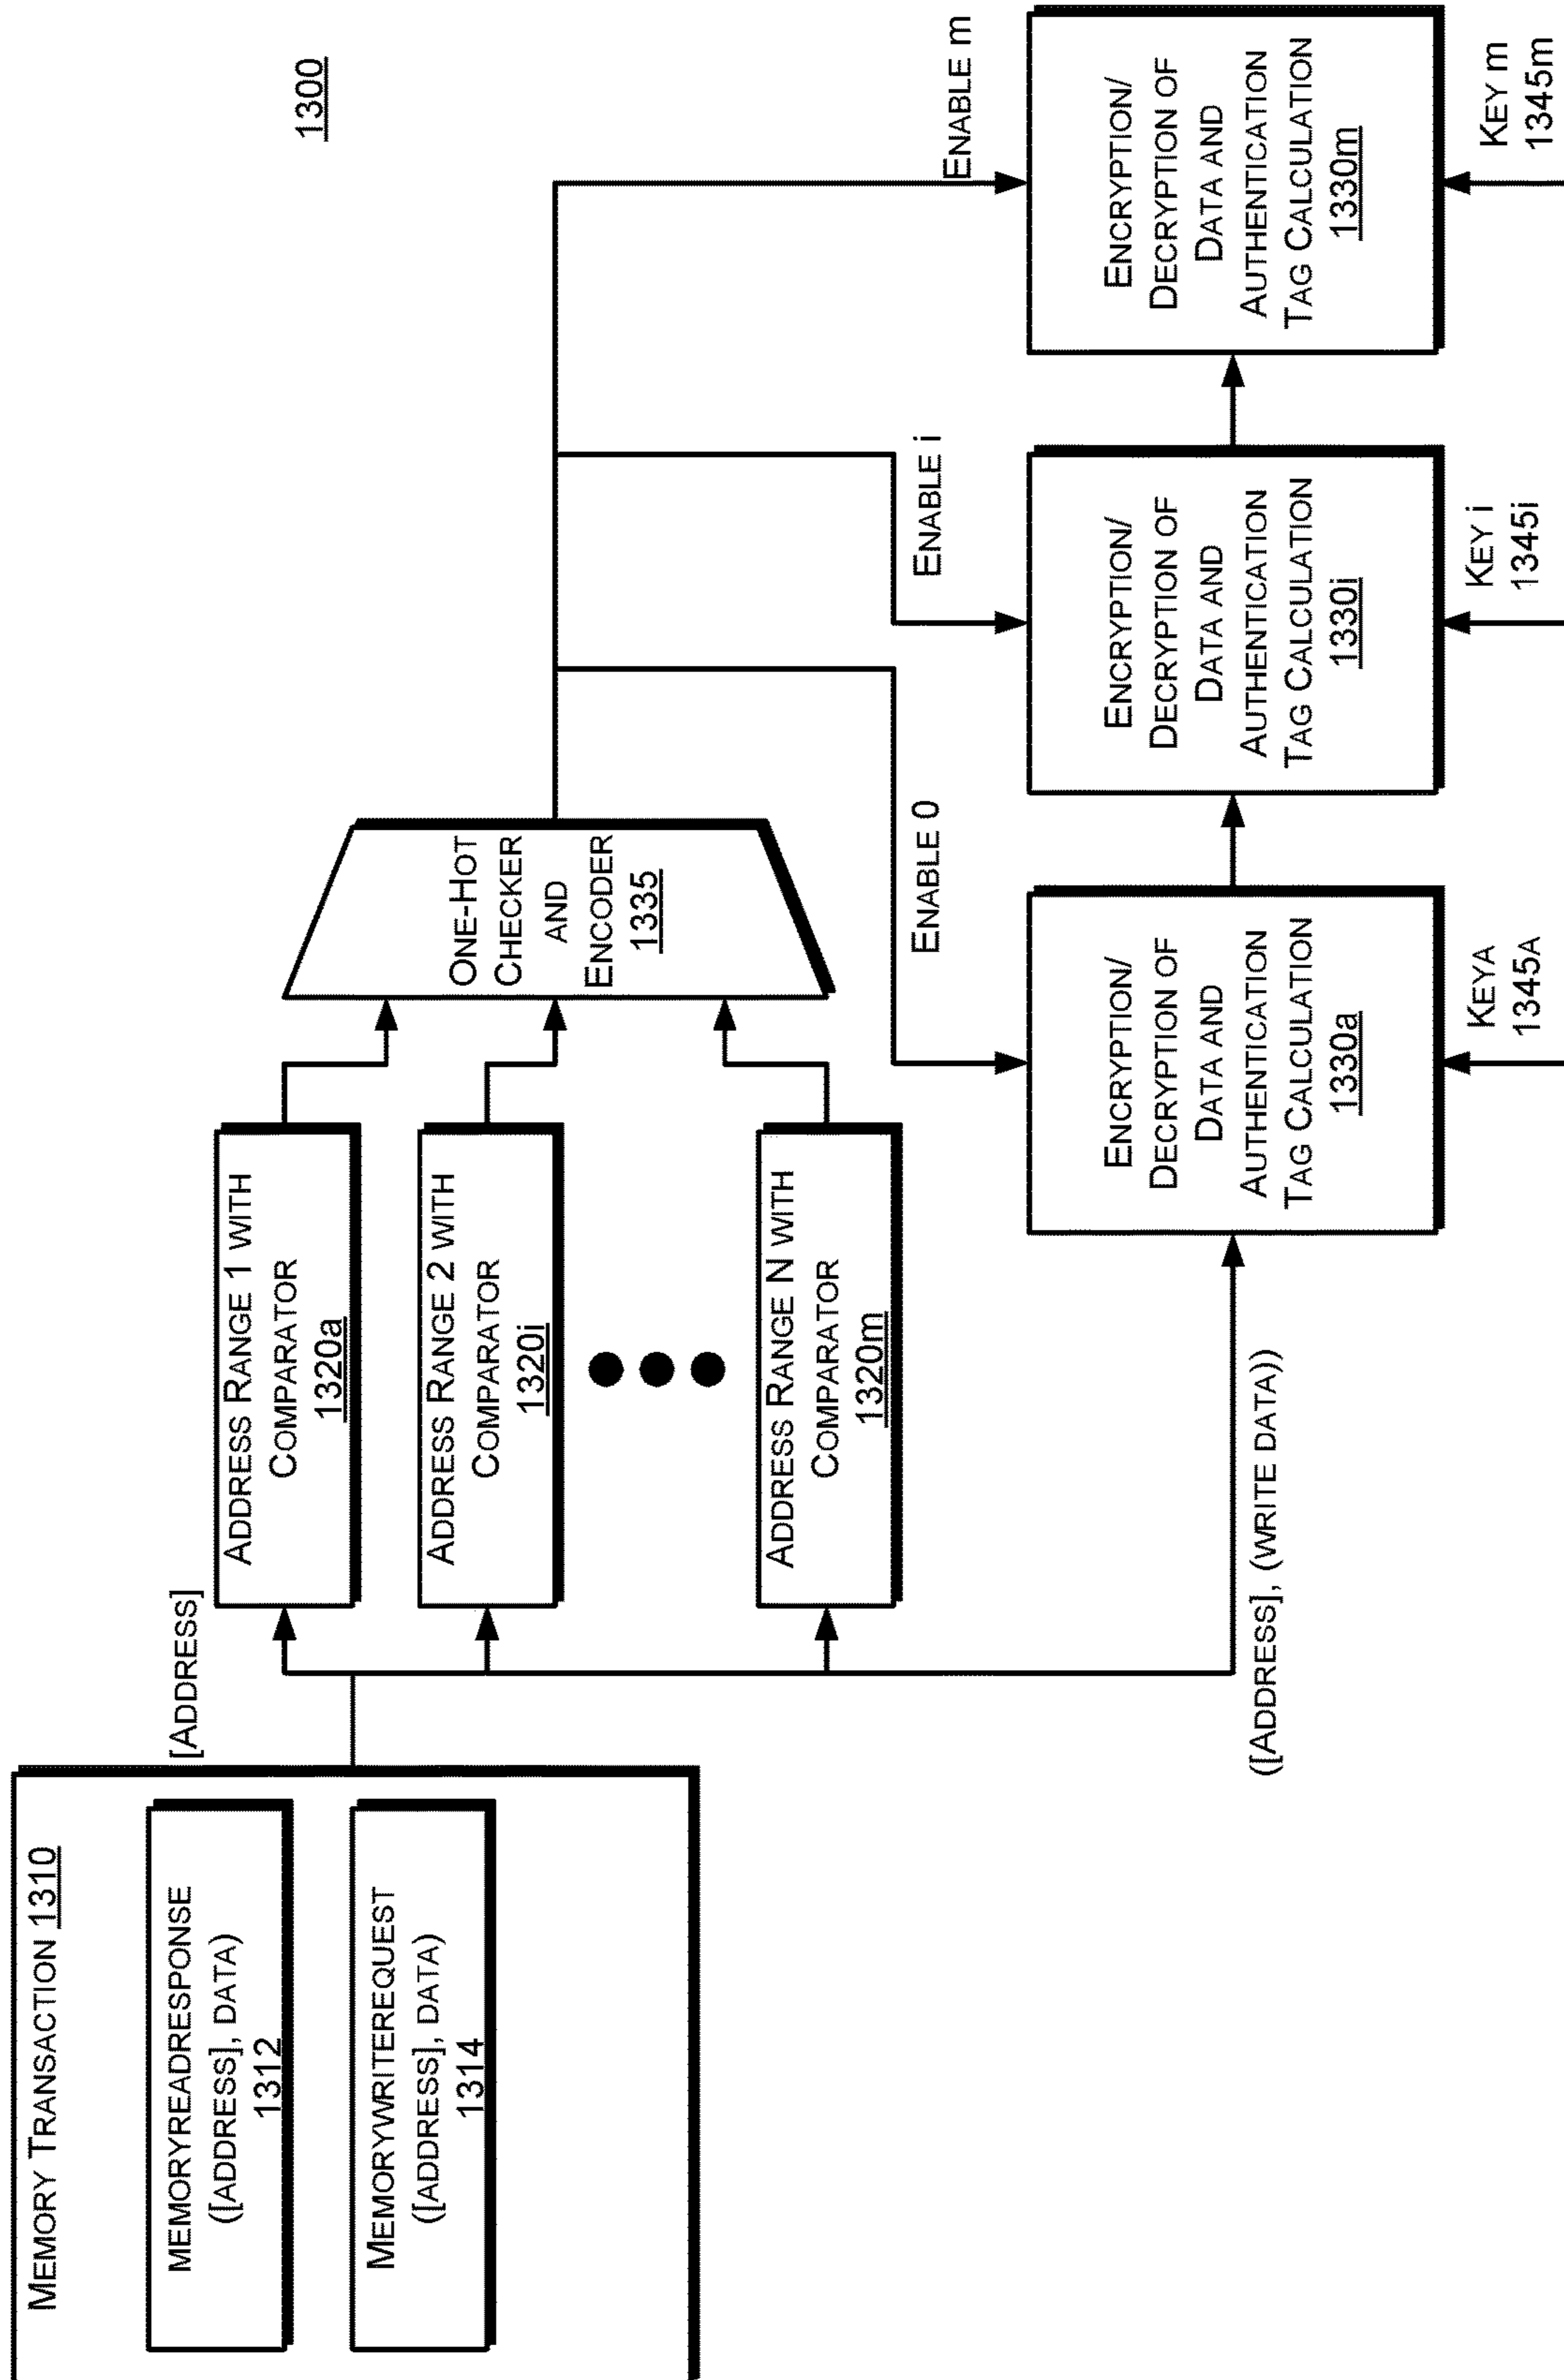 1300
MEMORY TRANSACTION 1310
MEMORYREADRESPONSE
([ADDRESS], DATA)
1312
MEMORYWRITEREQUEST
([ADDRESS], DATA)
1314
[ADDRESS]
ADDRESS RANGE 1 WITH
COMPARATOR
1320a
ADDRESS RANGE 2 WITH
COMPARATOR
1320i
ADDRESS RANGE N WITH
COMPARATOR
1320m
ONE-HOT
CHECKER
AND
ENCODER
1335
([ADDRESS], (WRITE DATA))
ENABLE 0
ENABLE i
ENABLE m
ENCRYPTION/
DECRYPTION OF
DATA AND
AUTHENTICATION
TAG CALCULATION
1330a
ENCRYPTION/
DECRYPTION OF
DATA AND
AUTHENTICATION
TAG CALCULATION
1330i
ENCRYPTION/
DECRYPTION OF
DATA AND
AUTHENTICATION
TAG CALCULATION
1330m
KEYA
1345A
KEY i
1345i
KEY m
1345m